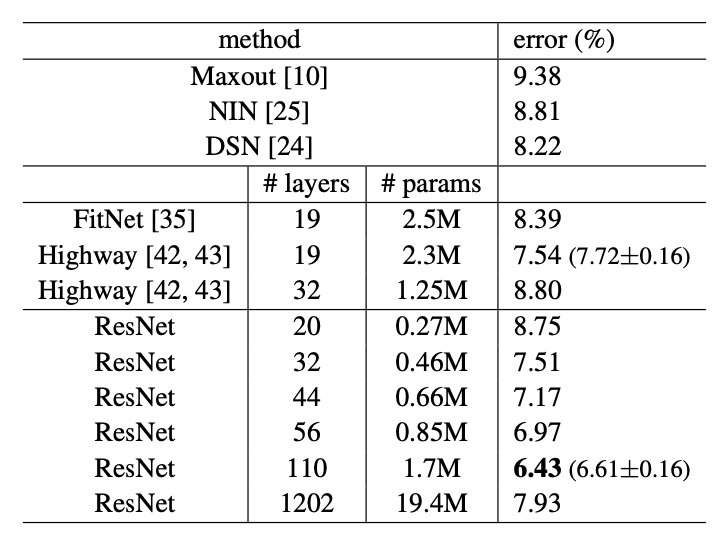 method error (%)
Maxout [10] 9.38
NIN [25] 8.81
DSN [24] 8.22
# layers # params
FitNet [35] 19 2.5M 8.39
Highway [42, 43] 19 2.3M 7.54 (7.72±0.16)
Highway [42, 43] 32 1.25M 8.80
ResNet 20 0.27M 8.75
ResNet 32 0.46M 7.51
ResNet 44 0.66M 7.17
ResNet 56 0.85M 6.97
ResNet 110 1.7M 6.43 (6.61±0.16)
ResNet 1202 19.4M 7.93